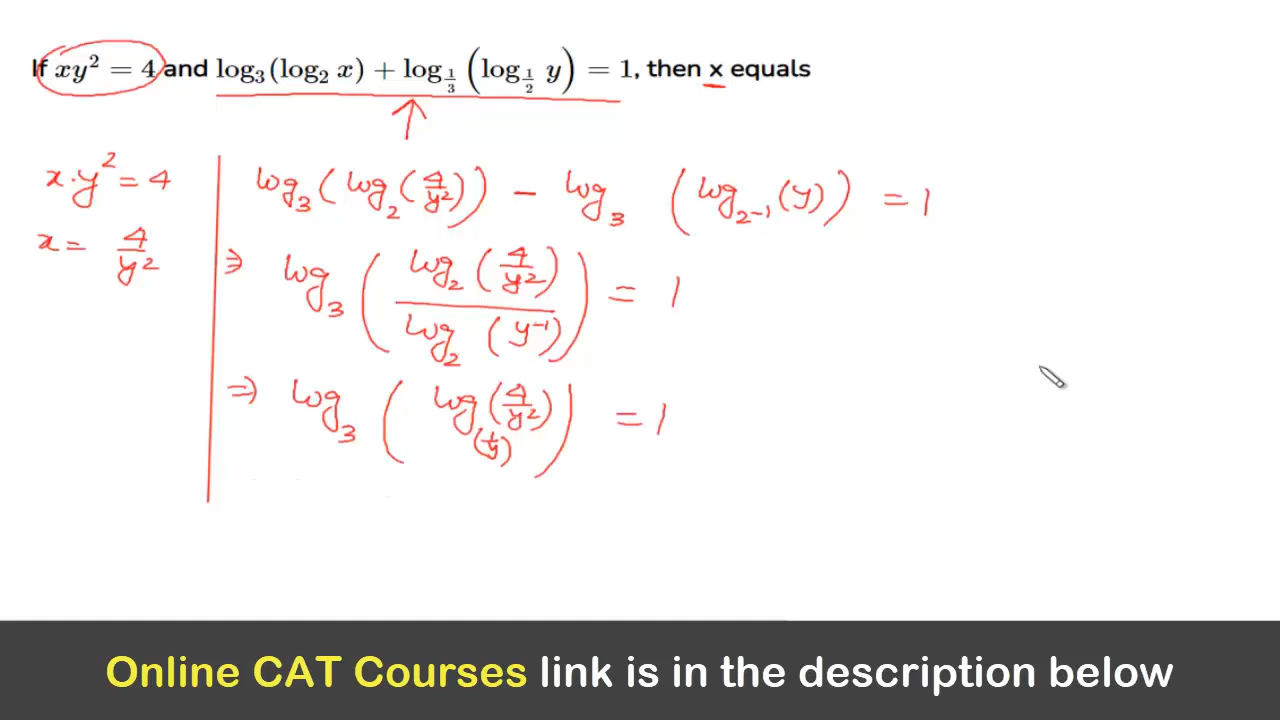 If xy² = 4 and log₃(log₂ x) + log_{1/3}(log_{1/2} y) = 1, then x equals
x·y² = 4
x = 4/y²
log₃(log₂(4/y²)) − log₃(log_{2-1}(y)) = 1
⇒ log₃(log₂(4/y²) / log₂(y⁻¹)) = 1
⇒ log₃(log_{(1/y)}(4/y²)) = 1
Online CAT Courses link is in the description below